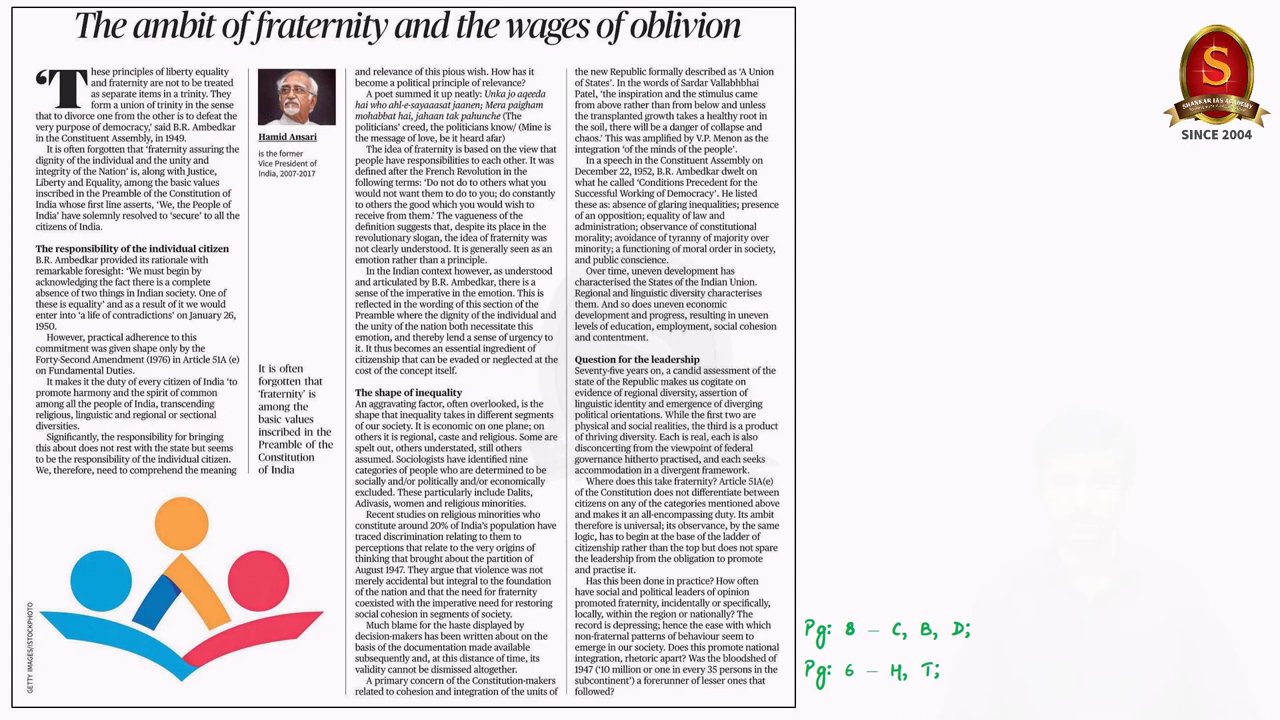 The ambit of fraternity and the wages of oblivion
‘These principles of liberty equality
and fraternity are not to be treated
as separate items in a trinity. They
form a union of trinity in the sense
that to divorce one from the other is to defeat the
very purpose of democracy,’ said B.R. Ambedkar
in the Constituent Assembly, in 1949.
It is often forgotten that ‘fraternity assuring the
dignity of the individual and the unity and
integrity of the Nation’ is, along with Justice,
Liberty and Equality, among the basic values
inscribed in the Preamble of the Constitution of
India whose first line asserts, ‘We, the People of
India’ have solemnly resolved to ‘secure’ to all the
citizens of India.
The responsibility of the individual citizen
B.R. Ambedkar provided its rationale with
remarkable foresight: ‘We must begin by
acknowledging the fact there is a complete
absence of two things in Indian society. One of
these is equality’ and as a result of it we would
enter into ‘a life of contradictions’ on January 26,
1950.
However, practical adherence to this
commitment was given shape only by the
Forty-Second Amendment (1976) in Article 51A (e)
on Fundamental Duties.
It makes it the duty of every citizen of India ‘to
promote harmony and the spirit of common
among all the people of India, transcending
religious, linguistic and regional or sectional
diversities.
Significantly, the responsibility for bringing
this about does not rest with the state but seems
to be the responsibility of the individual citizen.
We, therefore, need to comprehend the meaning
Hamid Ansari
is the former
Vice President of
India, 2007-2017
It is often
forgotten that
‘fraternity’ is
among the
basic values
inscribed in the
Preamble of the
Constitution
of India
GETTY IMAGES/ISTOCKPHOTO
and relevance of this pious wish. How has it
become a political principle of relevance?
A poet summed it up neatly: Unka jo aqeeda
hai who ahl-e-sayaasat jaanen; Mera paigham
mohabbat hai, jahaan tak pahunche (The
politicians’ creed, the politicians know/ (Mine is
the message of love, be it heard afar)
The idea of fraternity is based on the view that
people have responsibilities to each other. It was
defined after the French Revolution in the
following terms: ‘Do not do to others what you
would not want them to do to you; do constantly
to others the good which you would wish to
receive from them.’ The vagueness of the
definition suggests that, despite its place in the
revolutionary slogan, the idea of fraternity was
not clearly understood. It is generally seen as an
emotion rather than a principle.
In the Indian context however, as understood
and articulated by B.R. Ambedkar, there is a
sense of the imperative in the emotion. This is
reflected in the wording of this section of the
Preamble where the dignity of the individual and
the unity of the nation both necessitate this
emotion, and thereby lend a sense of urgency to
it. It thus becomes an essential ingredient of
citizenship that can be evaded or neglected at the
cost of the concept itself.
The shape of inequality
An aggravating factor, often overlooked, is the
shape that inequality takes in different segments
of our society. It is economic on one plane; on
others it is regional, caste and religious. Some are
spelt out, others understood, still others
assumed. Sociologists have identified nine
categories of people who are determined to be
socially and/or politically and/or economically
excluded. These particularly include Dalits,
Adivasis, women and religious minorities.
Recent studies on religious minorities who
constitute around 20% of India’s population have
traced discrimination relating to them to
perceptions that relate to the very origins of
thinking that brought about the partition of
August 1947. They argue that violence was not
merely accidental but integral to the foundation
of the nation and that the need for fraternity
coexisted with the imperative need for restoring
social cohesion in segments of society.
Much blame for the haste displayed by
decision-makers has been written about on the
basis of the documentation made available
subsequently and, at this distance of time, its
validity cannot be dismissed altogether.
A primary concern of the Constitution-makers
related to cohesion and integration of the units of
the new Republic formally described as ‘A Union
of States’. In the words of Sardar Vallabhbhai
Patel, ‘the inspiration and the stimulus came
from above rather than from below and unless
the transplanted growth takes a healthy root in
the soil, there will be a danger of collapse and
chaos.’ This was amplified by V.P. Menon as the
integration ‘of the minds of the people’.
In a speech in the Constituent Assembly on
December 22, 1952, B.R. Ambedkar dwelt on
what he called ‘Conditions Precedent for the
Successful Working of Democracy’. He listed
these as: absence of glaring inequalities; presence
of an opposition; equality of law and
administration; observance of constitutional
morality; avoidance of tyranny of majority over
minority; a functioning of moral order in society,
and public conscience.
Over time, uneven development has
characterised the States of the Indian Union.
Regional and linguistic diversity characterises
them. And so does uneven economic
development and progress, resulting in uneven
levels of education, employment, social cohesion
and contentment.
Question for the leadership
Seventy-five years on, a candid assessment of the
state of the Republic makes us cogitate on
evidence of regional diversity, assertion of
linguistic identity and emergence of diverging
political orientations. While the first two are
physical and social realities, the third is a product
of thriving diversity. Each is real, each is also
disconcerting from the viewpoint of federal
governance hitherto practised, and each seeks
accommodation in a divergent framework.
Where does this take fraternity? Article 51A(e)
of the Constitution does not differentiate between
citizens on any of the categories mentioned above
and makes it an all-encompassing duty. Its ambit
therefore is universal; its observance, by the same
logic, has to begin at the base of the ladder of
citizenship rather than the top but does not spare
the leadership from the obligation to promote
and practise it.
Has this been done in practice? How often
have social and political leaders of opinion
promoted fraternity, incidentally or specifically,
locally, within the region or nationally? The
record is depressing; hence the ease with which
non-fraternal patterns of behaviour seem to
emerge in our society. Does this promote national
integration, rhetoric apart? Was the bloodshed of
1947 (‘10 million or one in every 35 persons in the
subcontinent’) a forerunner of lesser ones that
followed?
S
SHANKAR IAS ACADEMY
SINCE 2004
Pg: 8 – C, B, D;
Pg: 6 – H, T;